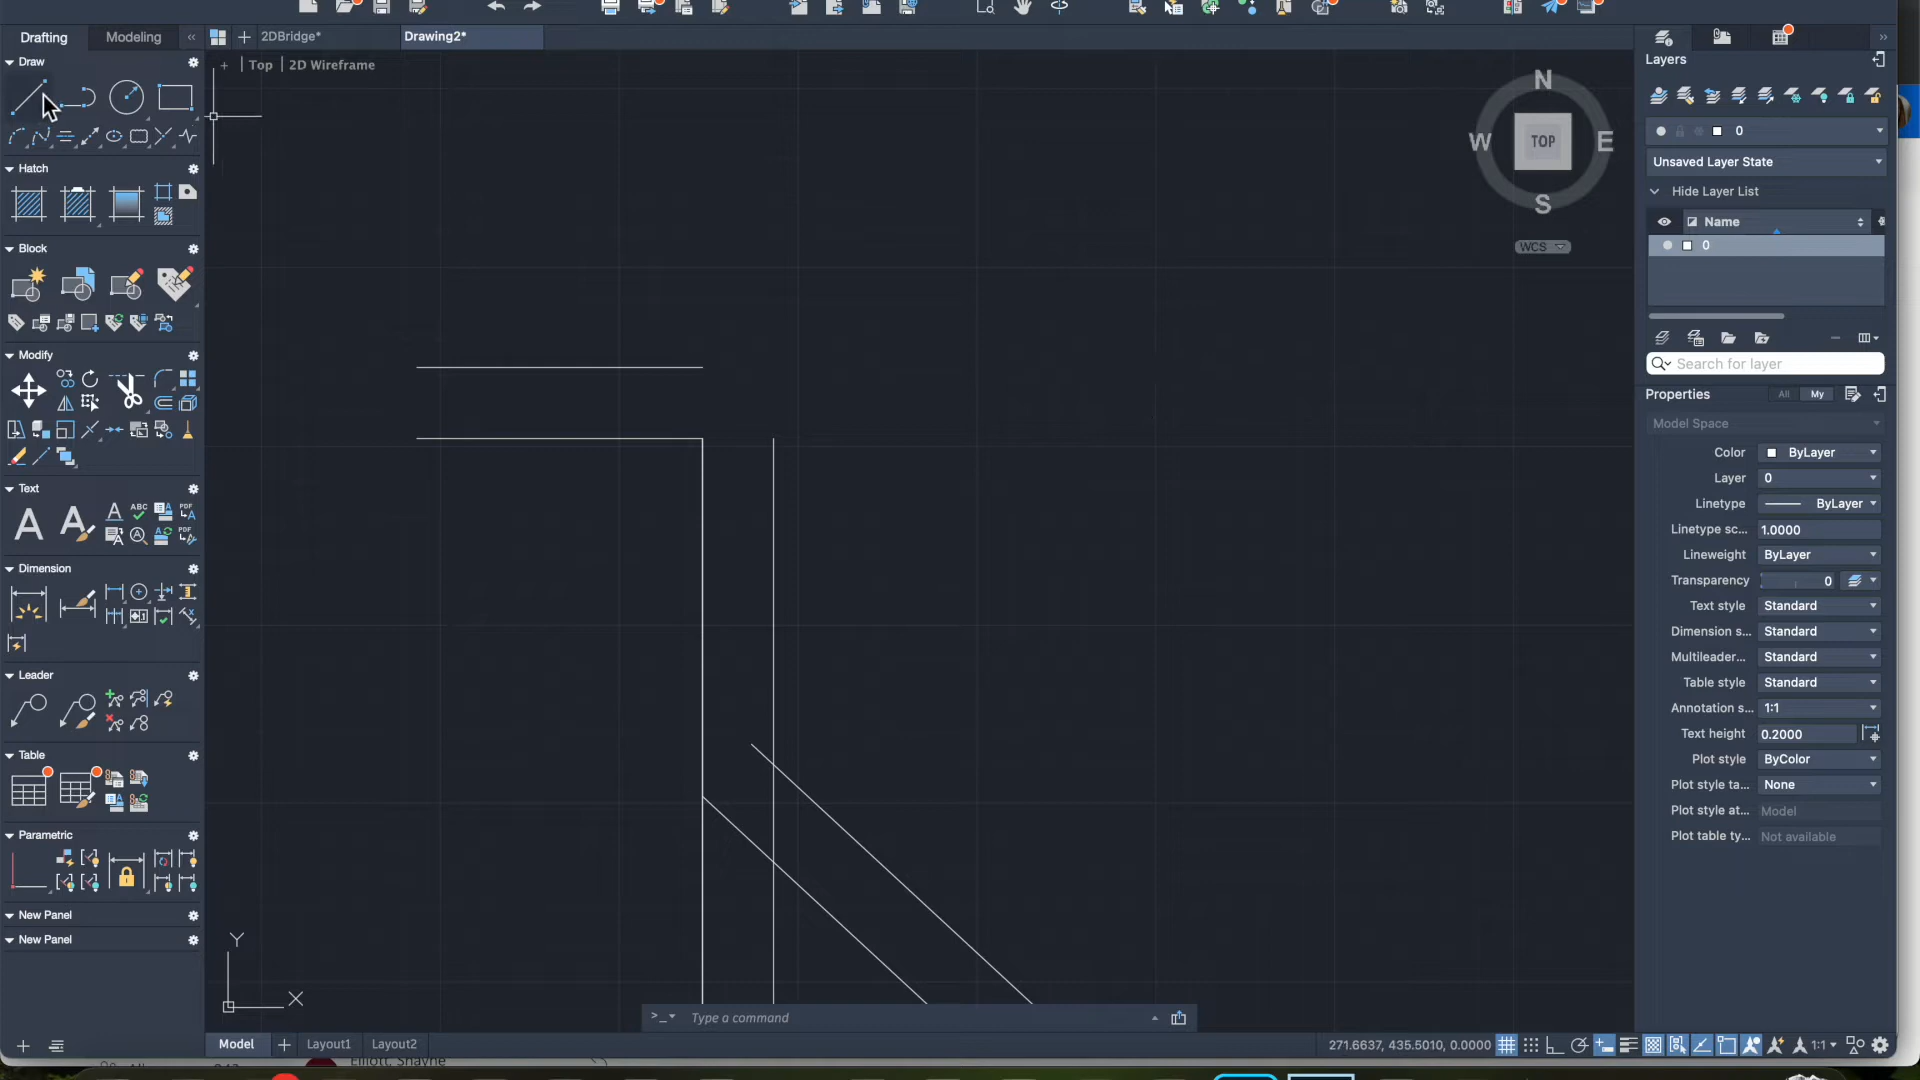 Drafting
Modeling
2DBridge*
Drawing2*
Draw
Top
2D Wireframe
Hatch
Block
Modify
Text
Dimension
Leader
Table
Parametric
New Panel
New Panel
N
W
TOP
E
S
WCS
Layers
0
Unsaved Layer State
Hide Layer List
Name
0
Search for layer
Properties
All
My
Model Space
Color ByLayer
Layer 0
Linetype ByLayer
Linetype sc... 1.0000
Lineweight ByLayer
Transparency 0
Text style Standard
Dimension s... Standard
Multileader... Standard
Table style Standard
Annotation s... 1:1
Text height 0.2000
Plot style ByColor
Plot style ta... None
Plot style at... Model
Plot table ty... Not available
Y
X
>_ Type a command
Model
Layout1
Layout2
271.6637, 435.5010, 0.0000
1:1
Elliott, Shayne